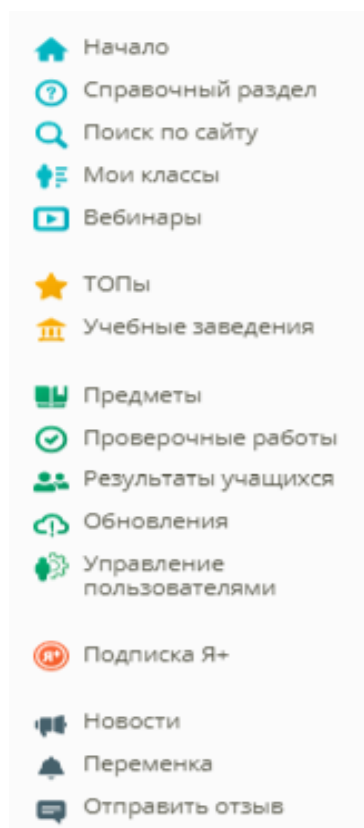 Начало
Справочный раздел
Поиск по сайту
Мои классы
Вебинары
ТОПы
Учебные заведения
Предметы
Проверочные работы
Результаты учащихся
Обновления
Управление
пользователями
Я+ Подписка Я+
Новости
Переменка
Отправить отзыв